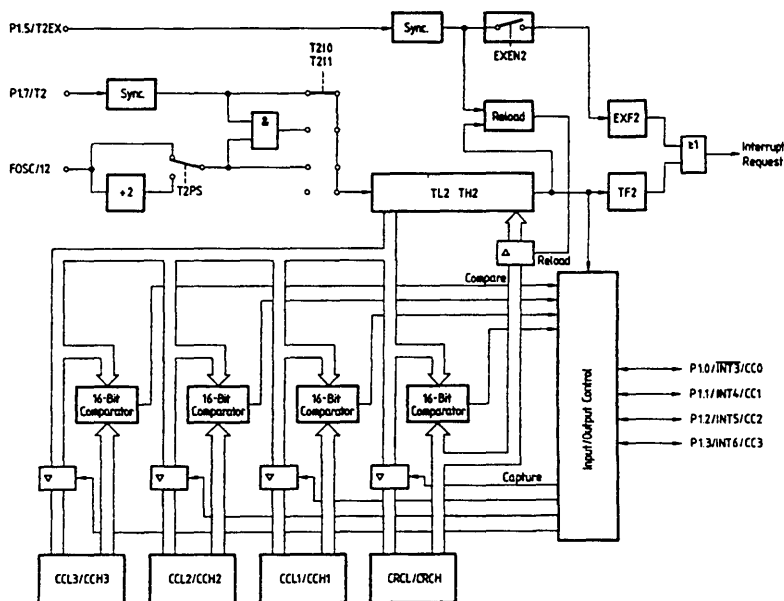 P1.5/T2EX
Sync.
EXEN2
T2I0
T2I1
P1.7/T2
Sync.
&
Reload
EXF2
≥1
Interrupt
Request
FOSC/12
÷2
T2PS
TL2 TH2
TF2
Reload
Compare
16-Bit
Comparator
16-Bit
Comparator
16-Bit
Comparator
16-Bit
Comparator
Input/Output Control
P1.0/INT3/CC0
P1.1/INT4/CC1
P1.2/INT5/CC2
P1.3/INT6/CC3
Capture
CCL3/CCH3
CCL2/CCH2
CCL1/CCH1
CRCL/CRCH